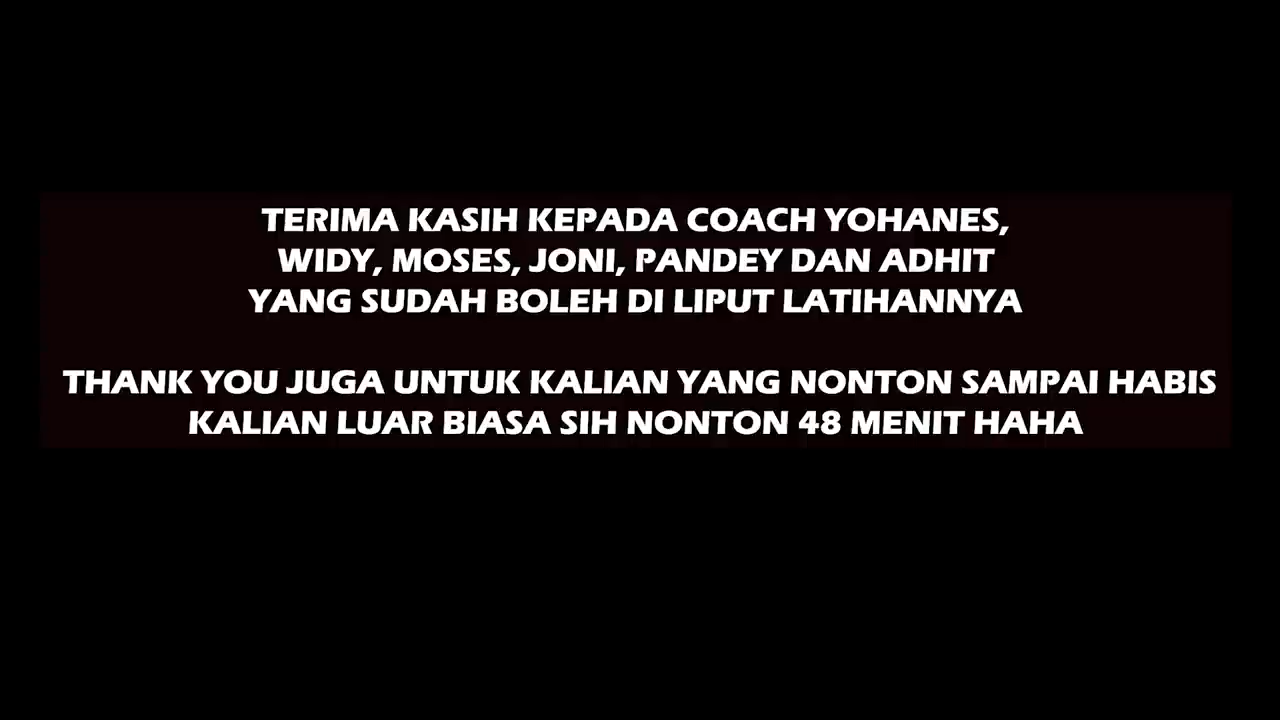 TERIMA KASIH KEPADA COACH YOHANES,
WIDY, MOSES, JONI, PANDEY DAN ADHIT
YANG SUDAH BOLEH DI LIPUT LATIHANNYA
THANK YOU JUGA UNTUK KALIAN YANG NONTON SAMPAI HABIS
KALIAN LUAR BIASA SIH NONTON 48 MENIT HAHA